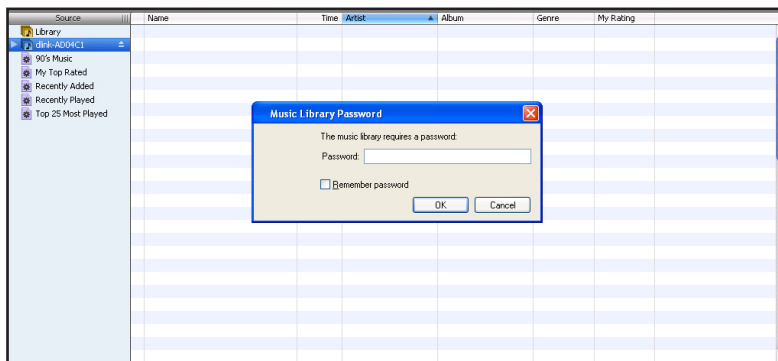 Source Name Time Artist Album Genre My Rating
Library
dlink-AD04C1
90's Music
My Top Rated
Recently Added
Recently Played
Top 25 Most Played
Music Library Password
The music library requires a password:
Password:
Remember password
OK Cancel